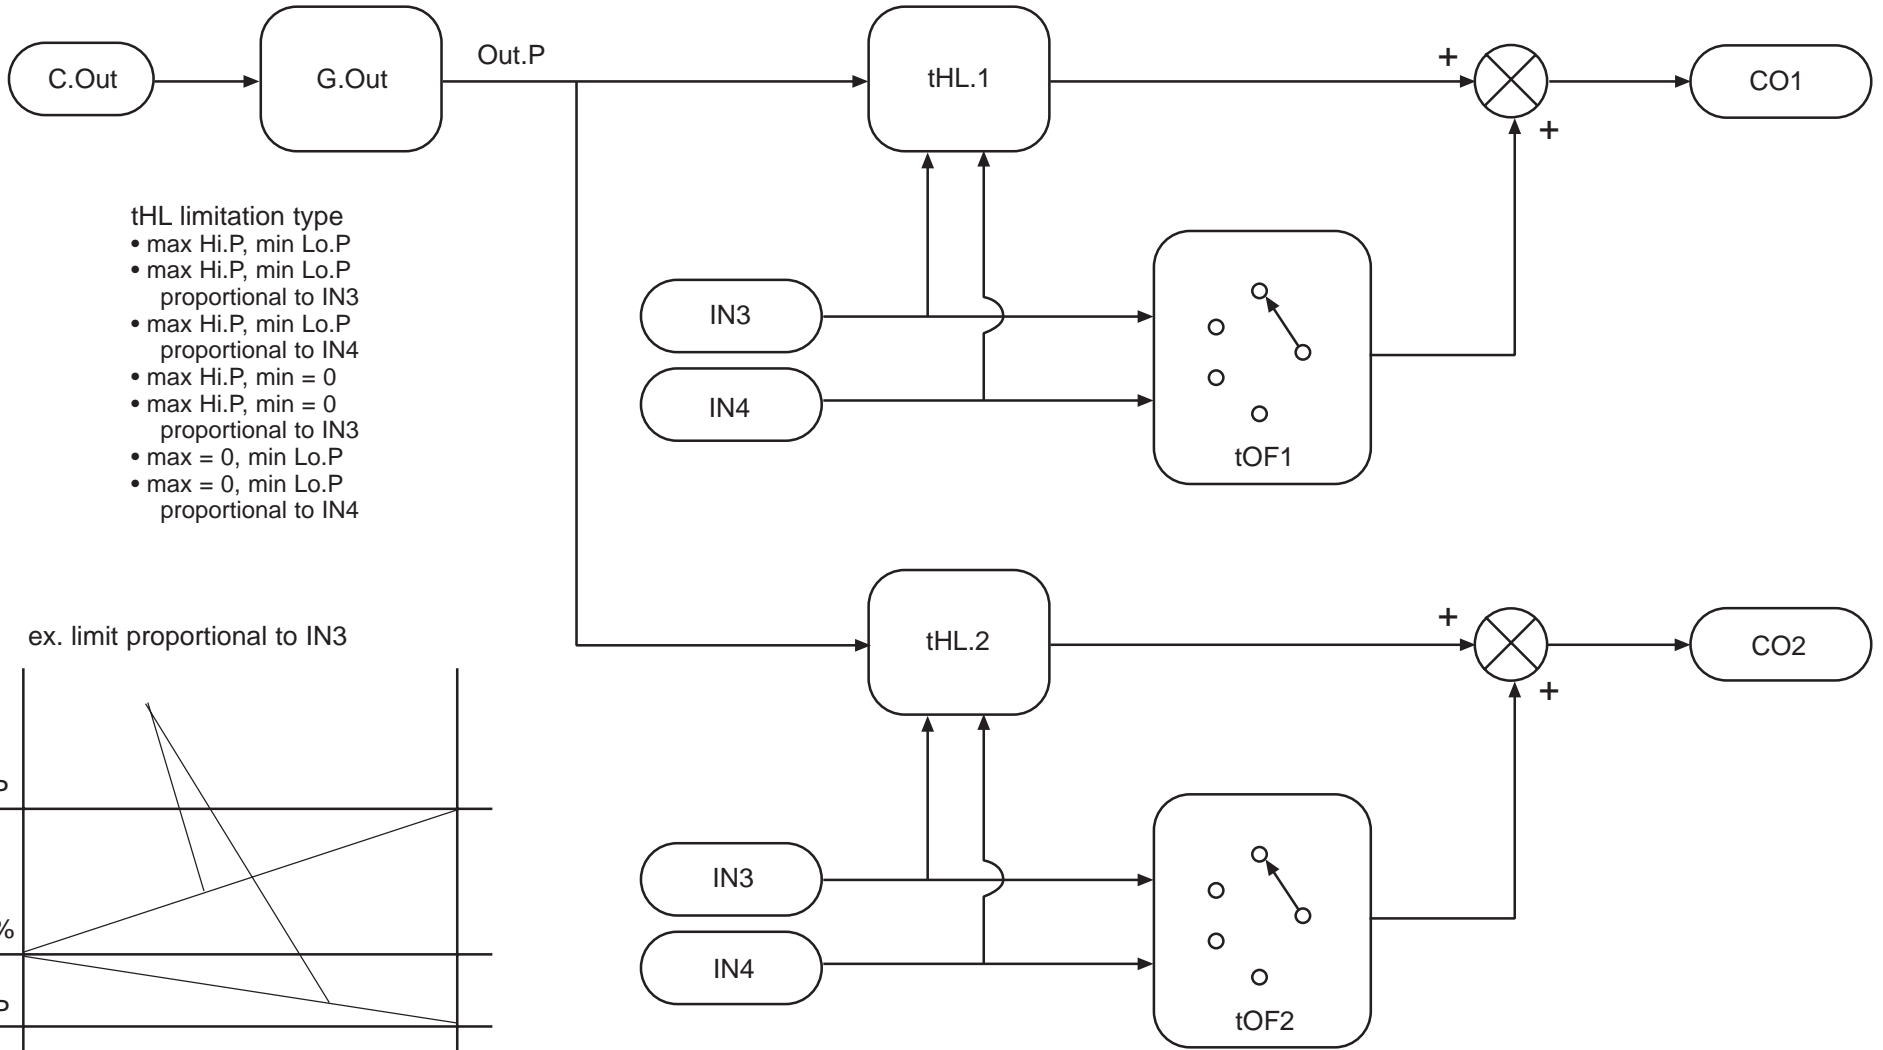 C.Out
G.Out
Out.P
tHL.1
+
+
CO1
tHL limitation type
• max Hi.P, min Lo.P
• max Hi.P, min Lo.P
proportional to IN3
• max Hi.P, min Lo.P
proportional to IN4
• max Hi.P, min = 0
• max Hi.P, min = 0
proportional to IN3
• max = 0, min Lo.P
• max = 0, min Lo.P
proportional to IN4
IN3
IN4
tOF1
ex. limit proportional to IN3
P
%
P
tHL.2
+
+
CO2
IN3
IN4
tOF2